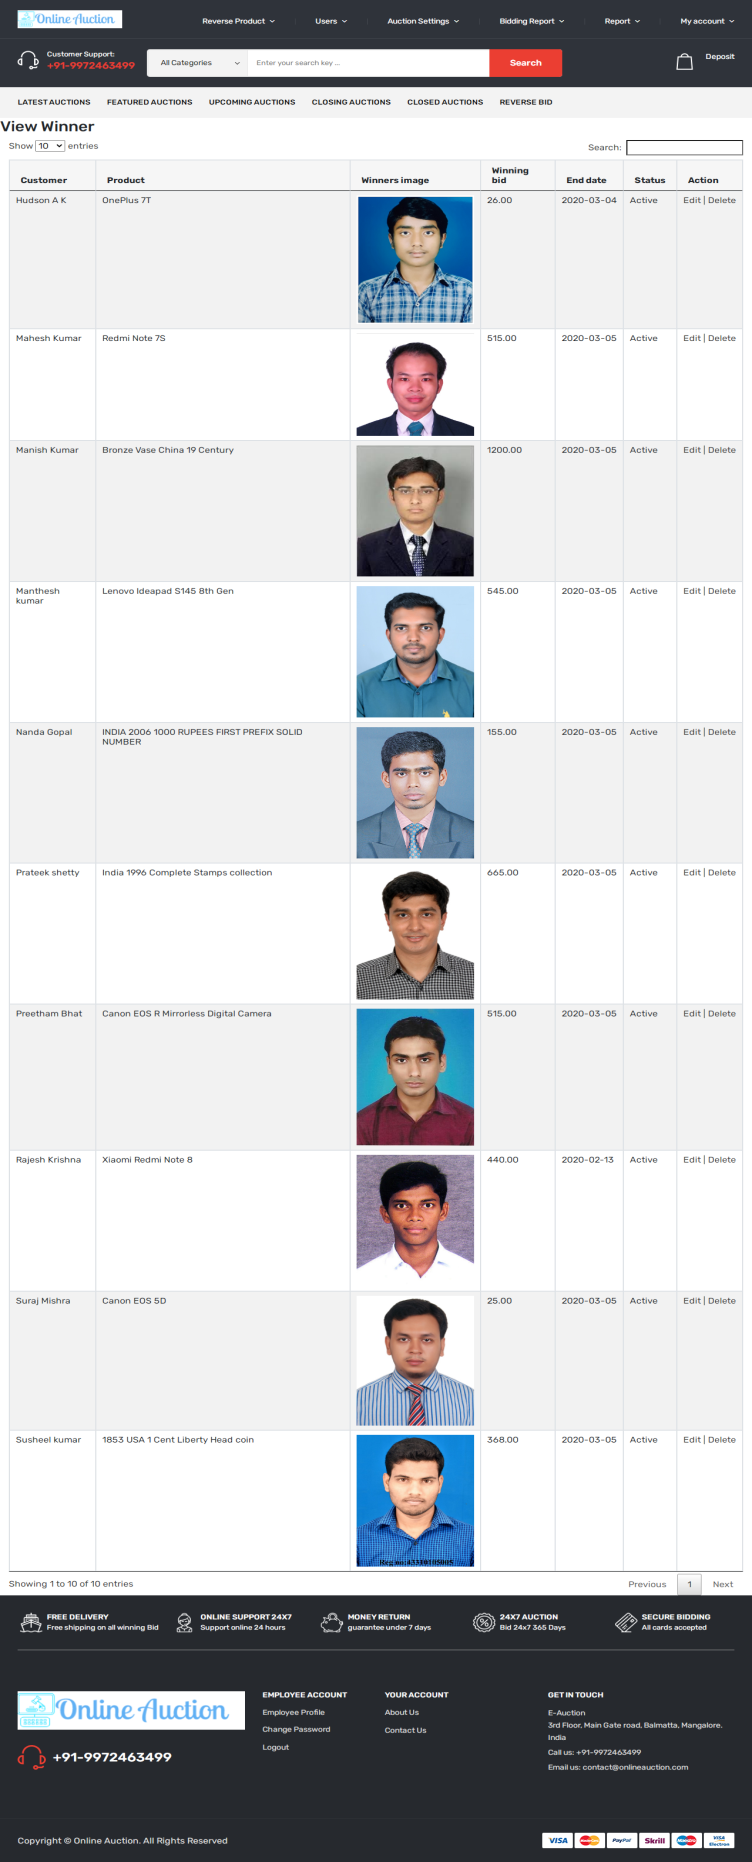 Online Auction
Reverse Product
Users
Auction Settings
Bidding Report
Report
My account
Customer Support:
+91-9972463499
All Categories
Enter your search key ...
Search
Deposit
LATEST AUCTIONS FEATURED AUCTIONS UPCOMING AUCTIONS CLOSING AUCTIONS CLOSED AUCTIONS REVERSE BID
View Winner
Show 10 entries
Search:
Customer Product Winners image Winning bid End date Status Action
Hudson A K OnePlus 7T 26.00 2020-03-04 Active Edit | Delete
Mahesh Kumar Redmi Note 7S 515.00 2020-03-05 Active Edit | Delete
Manish Kumar Bronze Vase China 19 Century 1200.00 2020-03-05 Active Edit | Delete
Manthesh kumar Lenovo Ideapad S145 8th Gen 545.00 2020-03-05 Active Edit | Delete
Nanda Gopal INDIA 2006 1000 RUPEES FIRST PREFIX SOLID NUMBER 155.00 2020-03-05 Active Edit | Delete
Prateek shetty India 1996 Complete Stamps collection 665.00 2020-03-05 Active Edit | Delete
Preetham Bhat Canon EOS R Mirrorless Digital Camera 515.00 2020-03-05 Active Edit | Delete
Rajesh Krishna Xiaomi Redmi Note 8 440.00 2020-02-13 Active Edit | Delete
Suraj Mishra Canon EOS 5D 25.00 2020-03-05 Active Edit | Delete
Susheel kumar 1853 USA 1 Cent Liberty Head coin 368.00 2020-03-05 Active Edit | Delete
Reg no:
Showing 1 to 10 of 10 entries
Previous 1 Next
FREE DELIVERY
Free shipping on all winning Bid
ONLINE SUPPORT 24X7
Support online 24 hours
MONEY RETURN
guarantee under 7 days
24X7 AUCTION
Bid 24x7 365 Days
SECURE BIDDING
All cards accepted
Online Auction
+91-9972463499
EMPLOYEE ACCOUNT
Employee Profile
Change Password
Logout
YOUR ACCOUNT
About Us
Contact Us
GET IN TOUCH
E-Auction
3rd Floor, Main Gate road, Balmatta, Mangalore.
India
Call us: +91-9972463499
Email us: contact@onlineauction.com
Copyright © Online Auction. All Rights Reserved
VISA
MasterCard
PayPal
Skrill
Maestro
VISA
Electron